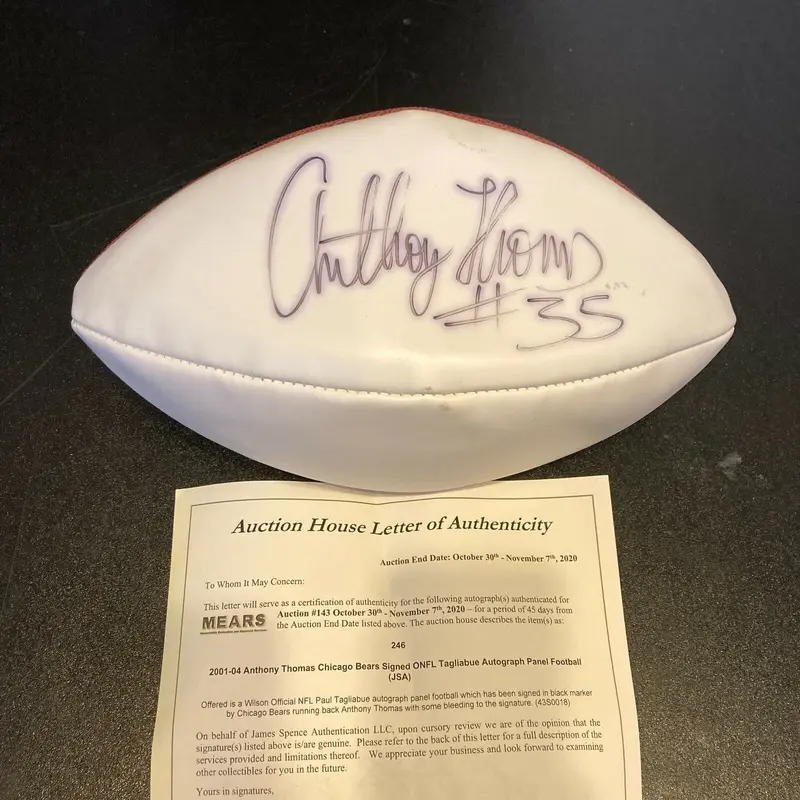 Anthony Thomas
#35
Auction House Letter of Authenticity
Auction End Date: October 30th - November 7th, 2020
To Whom It May Concern:
This letter will serve as a certification of authenticity for the following autograph(s) authenticated for
MEARS
Auction #143 October 30th - November 7th, 2020 – for a period of 45 days from
the Auction End Date listed above. The auction house describes the item(s) as:
246
2001-04 Anthony Thomas Chicago Bears Signed ONFL Tagliabue Autograph Panel Football
(JSA)
Offered is a Wilson Official NFL Paul Tagliabue autograph panel football which has been signed in black marker
by Chicago Bears running back Anthony Thomas with some bleeding to the signature. (43S0018)
On behalf of James Spence Authentication LLC, upon cursory review we are of the opinion that the
signature(s) listed above is/are genuine. Please refer to the back of this letter for a full description of the
services provided and limitations thereof. We appreciate your business and look forward to examining
other collectibles for you in the future.
Yours in signatures,